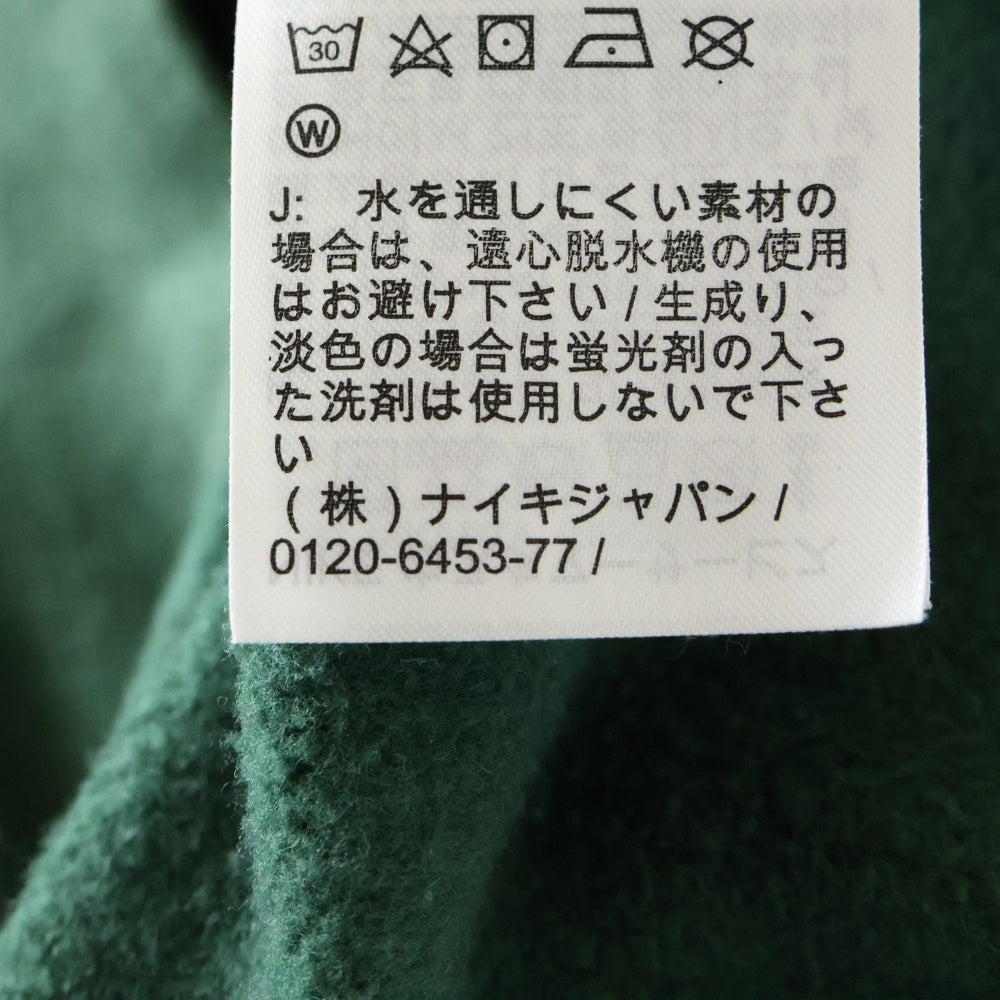 30
W
J: 水を通しにくい素材の
場合は、遠心脱水機の使用
はお避け下さい / 生成り、
淡色の場合は蛍光剤の入っ
た洗剤は使用しないで下さ
い
( 株 ) ナイキジャパン /
0120-6453-77 /